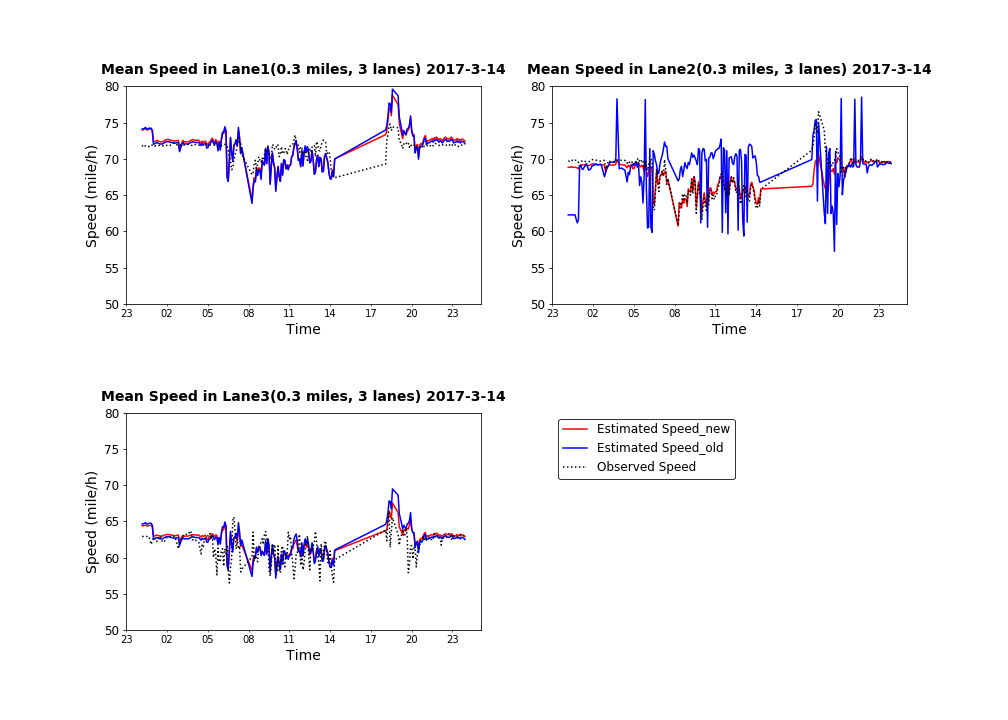 Mean Speed in Lane1(0.3 miles, 3 lanes) 2017-3-14
80
75
70
65
60
55
50
Speed (mile/h)
23 02 05 08 11 14 17 20 23
Time
Mean Speed in Lane2(0.3 miles, 3 lanes) 2017-3-14
80
75
70
65
60
55
50
Speed (mile/h)
23 02 05 08 11 14 17 20 23
Time
Mean Speed in Lane3(0.3 miles, 3 lanes) 2017-3-14
80
75
70
65
60
55
50
Speed (mile/h)
23 02 05 08 11 14 17 20 23
Time
Estimated Speed_new
Estimated Speed_old
Observed Speed